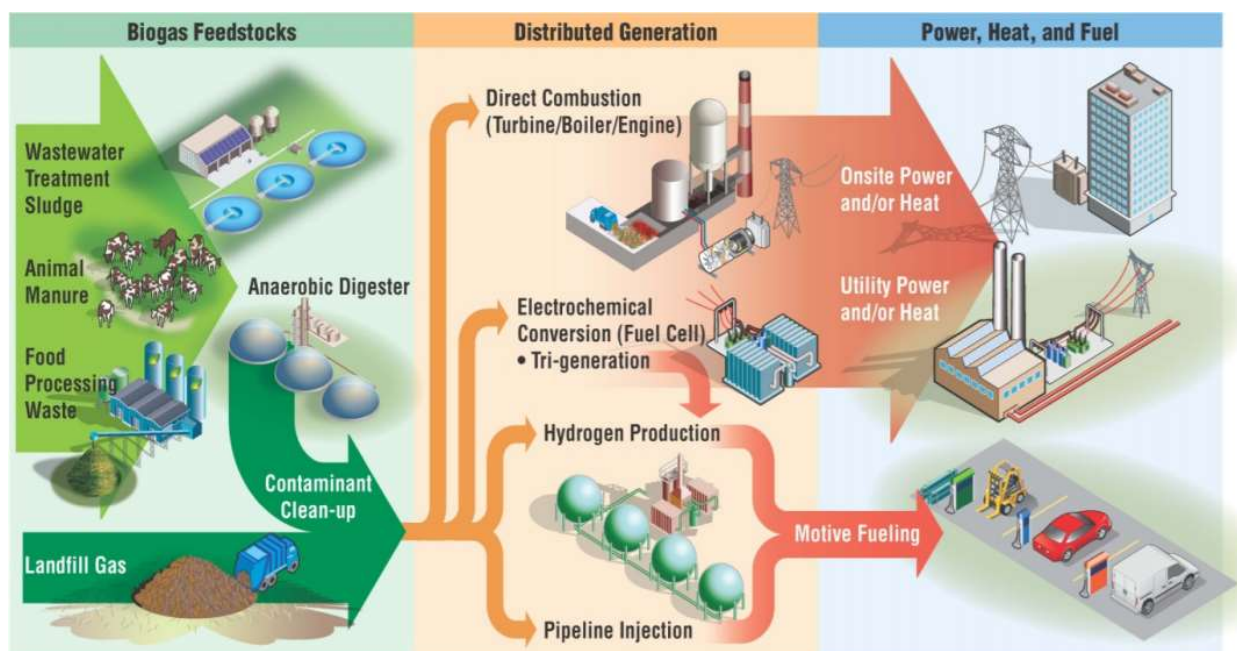 Biogas Feedstocks
Distributed Generation
Power, Heat, and Fuel
Wastewater
Treatment
Sludge
Animal
Manure
Food
Processing
Waste
Anaerobic Digester
Contaminant
Clean-up
Landfill Gas
Direct Combustion
(Turbine/Boiler/Engine)
Electrochemical
Conversion (Fuel Cell)
• Tri-generation
Hydrogen Production
Pipeline Injection
Onsite Power
and/or Heat
Utility Power
and/or Heat
Motive Fueling